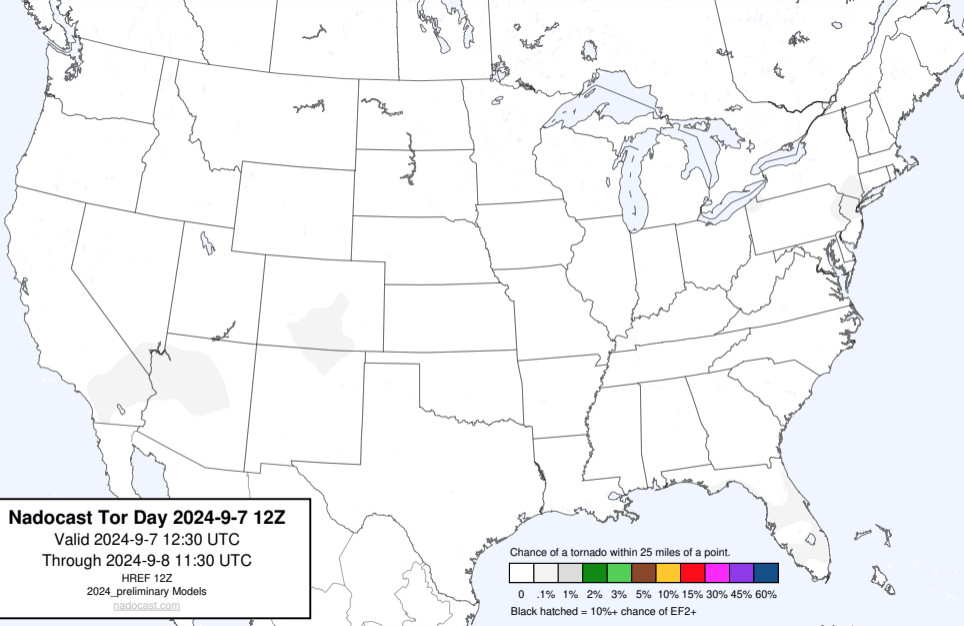 Nadocast Tor Day 2024-9-7 12Z
Valid 2024-9-7 12:30 UTC
Through 2024-9-8 11:30 UTC
HREF 12Z
2024_preliminary Models
nadocast.com
Chance of a tornado within 25 miles of a point.
0 .1% 1% 2% 3% 5% 10% 15% 30% 45% 60%
Black hatched = 10%+ chance of EF2+